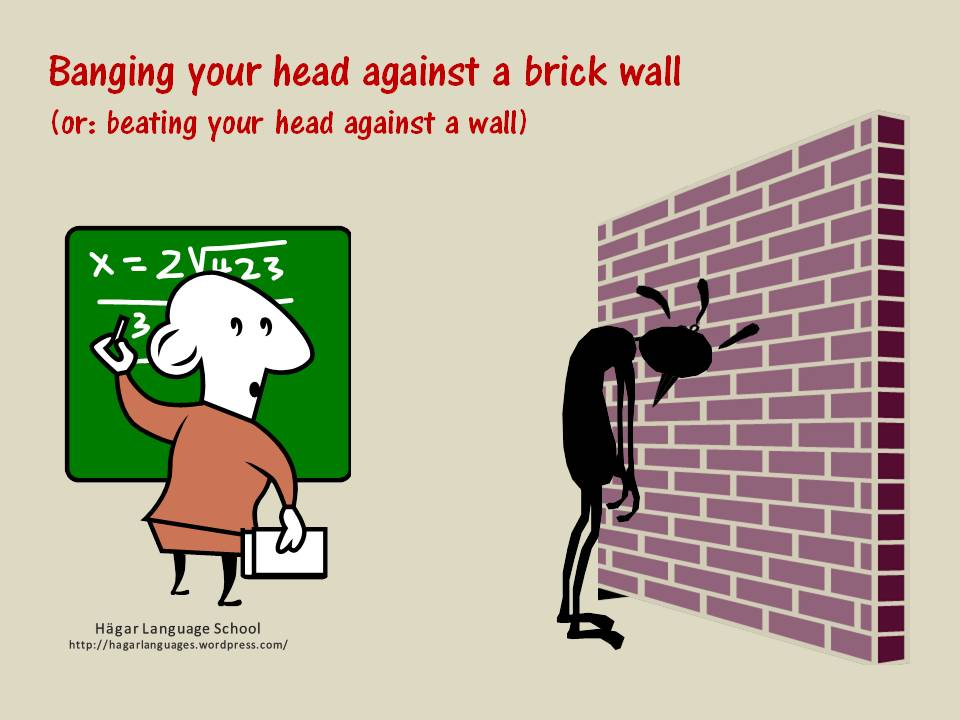 Banging your head against a brick wall
(or: beating your head against a wall)
x = 2√423
3
Hägar Language School
http://hagarlanguages.wordpress.com/